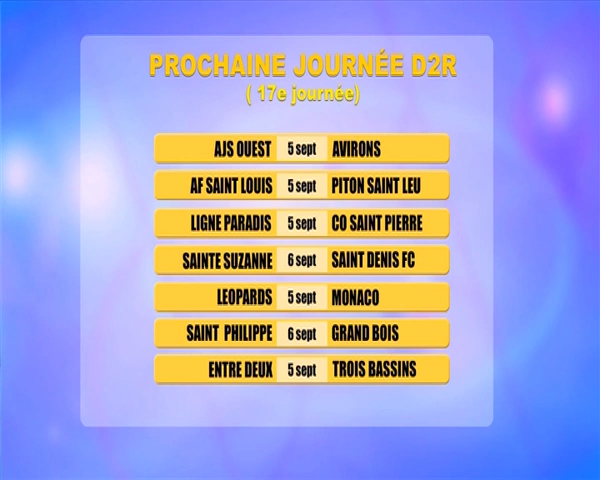 PROCHAINE JOURNÉE D2R
( 17e journée)
AJS OUEST 5 sept AVIRONS
AF SAINT LOUIS 5 sept PITON SAINT LEU
LIGNE PARADIS 5 sept CO SAINT PIERRE
SAINTE SUZANNE 6 sept SAINT DENIS FC
LEOPARDS 5 sept MONACO
SAINT PHILIPPE 6 sept GRAND BOIS
ENTRE DEUX 5 sept TROIS BASSINS